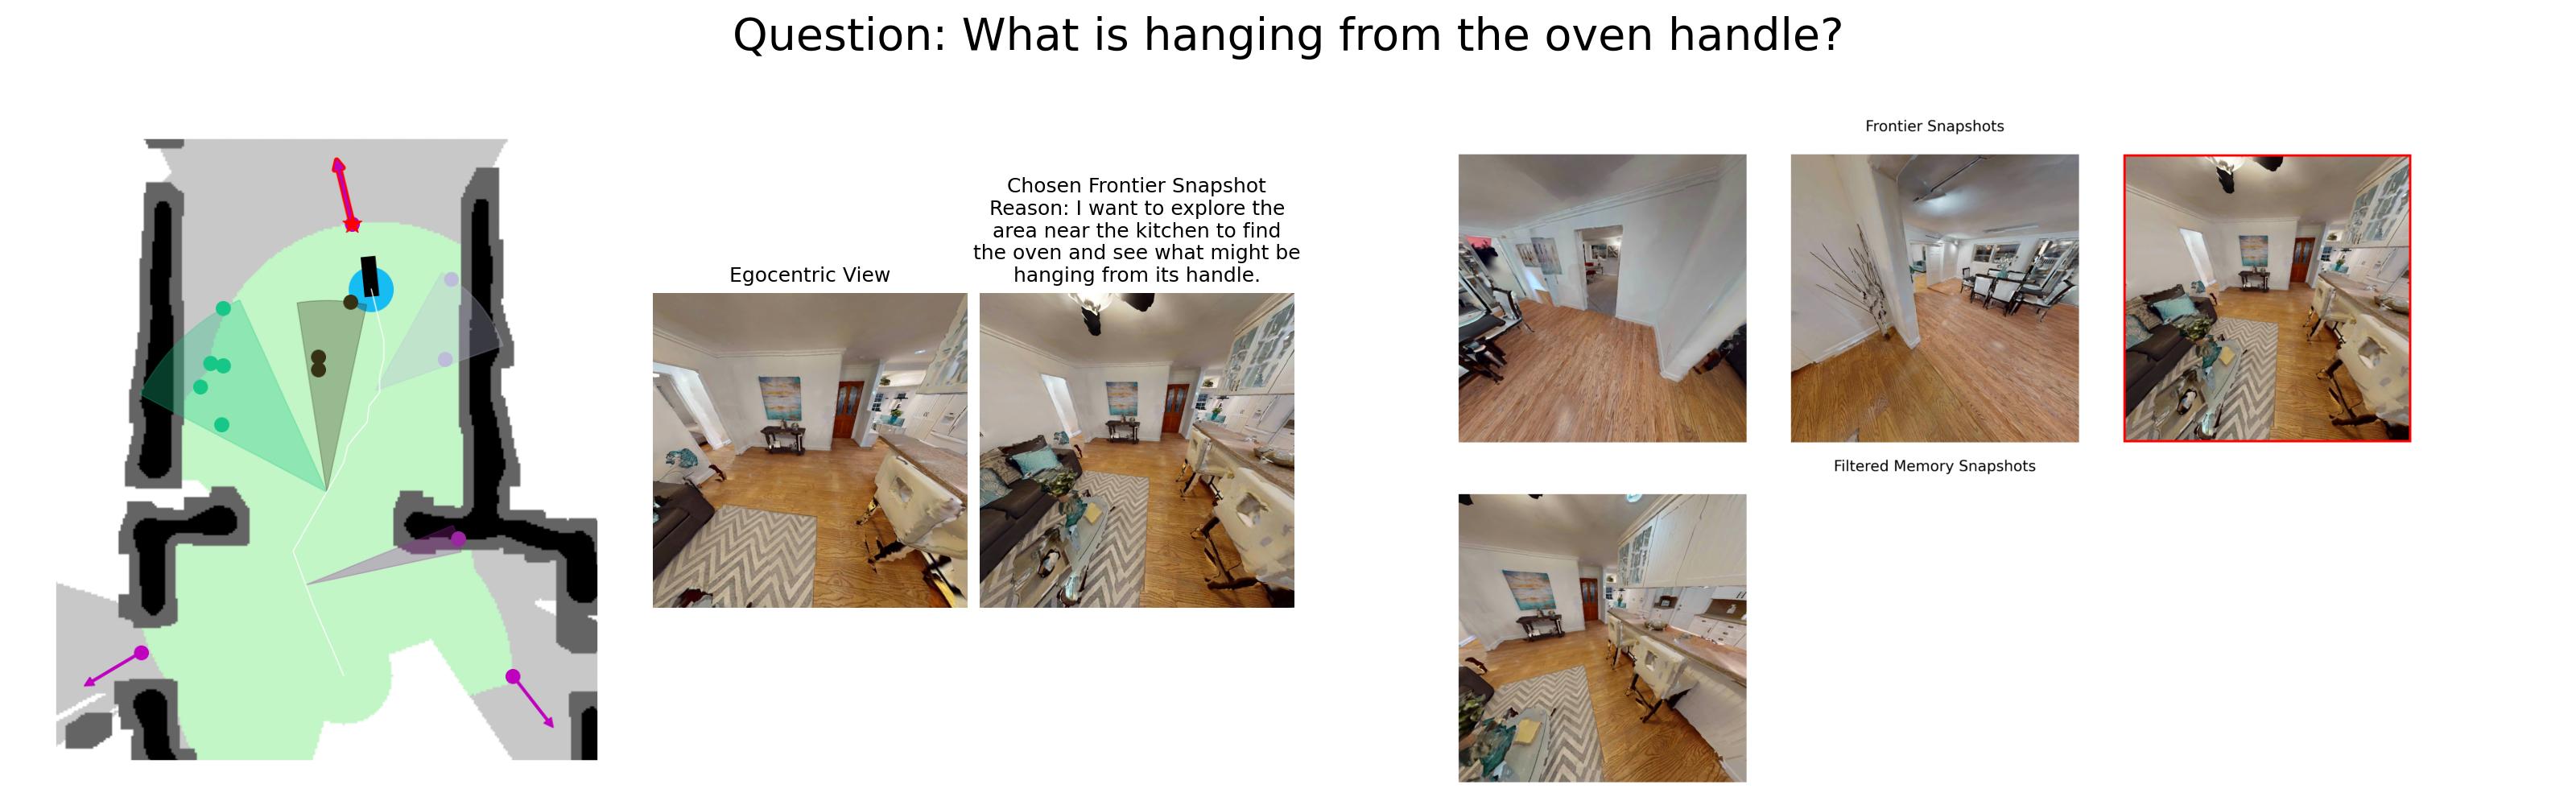 Question: What is hanging from the oven handle?
Frontier Snapshots
Chosen Frontier Snapshot
Reason: I want to explore the
area near the kitchen to find
the oven and see what might be
hanging from its handle.
Egocentric View
Filtered Memory Snapshots